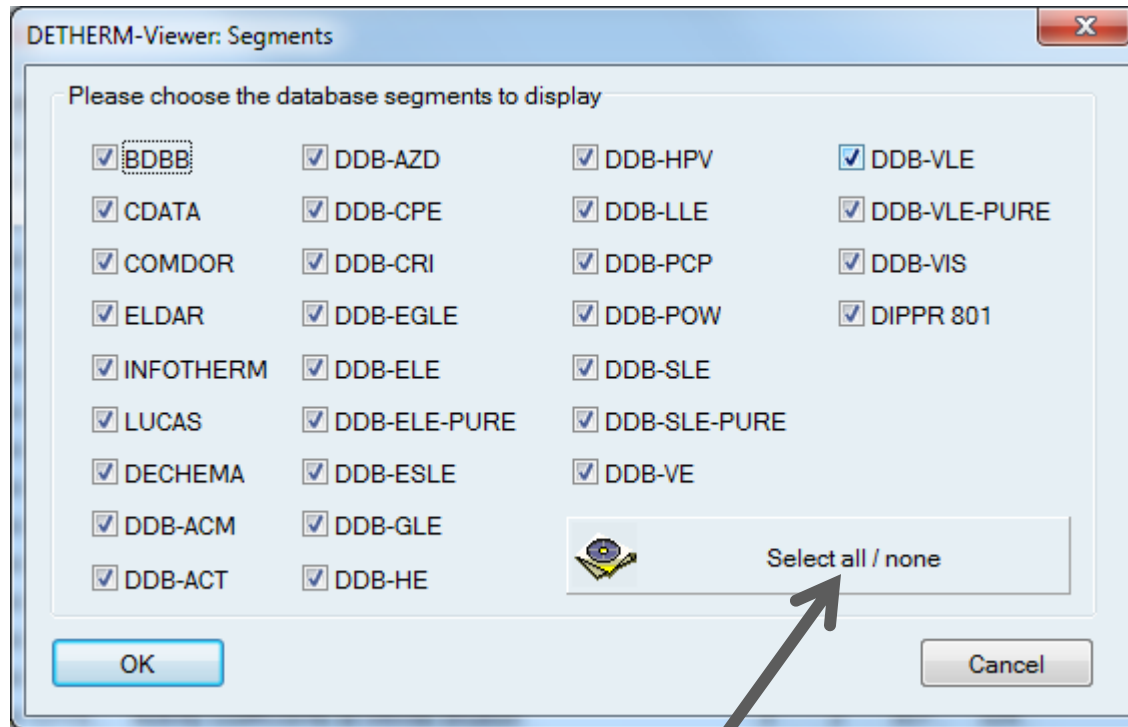 DETHERM-Viewer: Segments
Please choose the database segments to display
BDBB DDB-AZD DDB-HPV DDB-VLE
CDATA DDB-CPE DDB-LLE DDB-VLE-PURE
COMDOR DDB-CRI DDB-PCP DDB-VIS
ELDAR DDB-EGLE DDB-POW DIPPR 801
INFOTHERM DDB-ELE DDB-SLE
LUCAS DDB-ELE-PURE DDB-SLE-PURE
DECHEMA DDB-ESLE DDB-VE
DDB-ACM DDB-GLE
Select all / none
DDB-ACT DDB-HE
OK Cancel